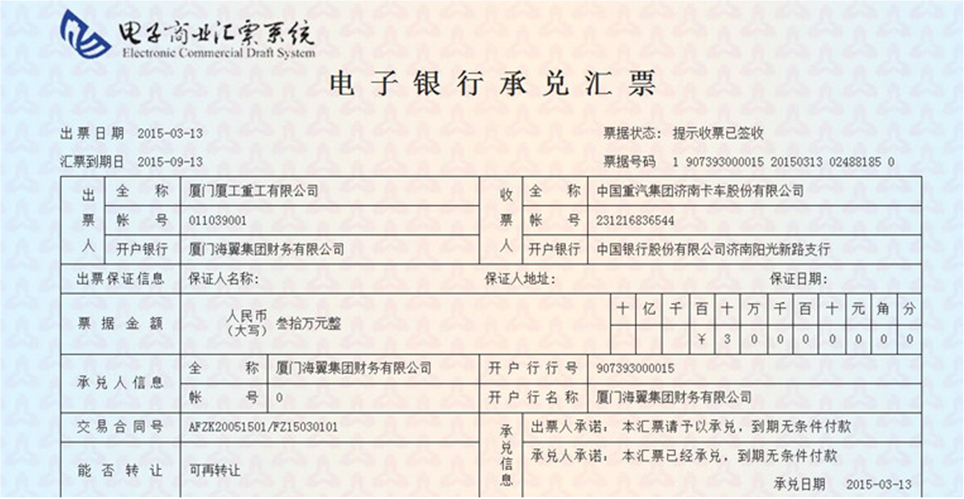 电子商业汇票系统
Electronic Commercial Draft System
电子银行承兑汇票
出票日期 2015-03-13 票据状态: 提示收票已签收
汇票到期日 2015-09-13 票据号码 1 907393000015 20150313 02488185 0
出票人 全称 厦门厦工重工有限公司 收票人 全称 中国重汽集团济南卡车股份有限公司
帐号 011039001 帐号 231216836544
开户银行 厦门海翼集团财务有限公司 开户银行 中国银行股份有限公司济南阳光新路支行
出票保证信息 保证人名称: 保证人地址: 保证日期:
票据金额 人民币(大写) 叁拾万元整 十 亿 千 百 十 万 千 百 十 元 角 分
¥ 3 0 0 0 0 0 0 0
承兑人信息 全称 厦门海翼集团财务有限公司 开户行行号 907393000015
帐号 0 开户行名称 厦门海翼集团财务有限公司
交易合同号 AFZK20051501/FZ15030101 承兑信息 出票人承诺: 本汇票请予以承兑,到期无条件付款
能否转让 可再转让 承兑人承诺: 本汇票已经承兑,到期无条件付款
承兑日期 2015-03-13